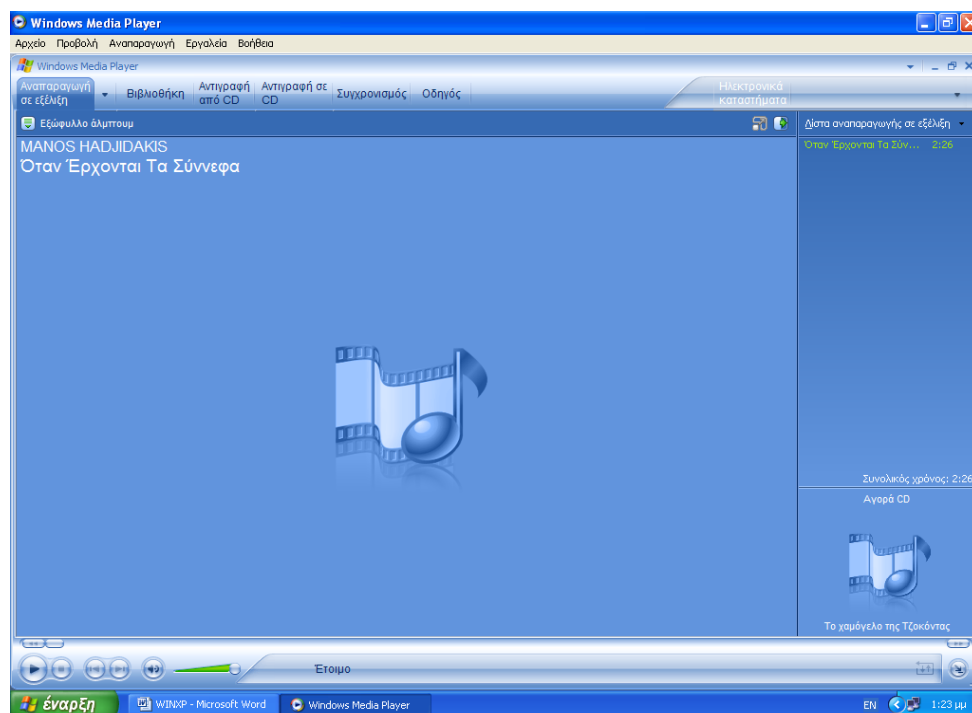 Windows Media Player
Αρχείο Προβολή Αναπαραγωγή Εργαλεία Βοήθεια
Windows Media Player
Αναπαραγωγή
σε εξέλιξη
Βιβλιοθήκη
Αντιγραφή
από CD
Αντιγραφή σε
CD
Συγχρονισμός
Οδηγός
Ηλεκτρονικά
καταστήματα
Εξώφυλλο άλμπουμ
Λίστα αναπαραγωγής σε εξέλιξη
MANOS HADJIDAKIS
Όταν Έρχονται Τα Σύννεφα
Όταν Έρχονται Τα Σύν... 2:26
Συνολικός χρόνος: 2:26
Αγορά CD
Το χαμόγελο της Τζοκόντας
Έτοιμο
έναρξη
WINXP - Microsoft Word
Windows Media Player
EN
1:23 μμ